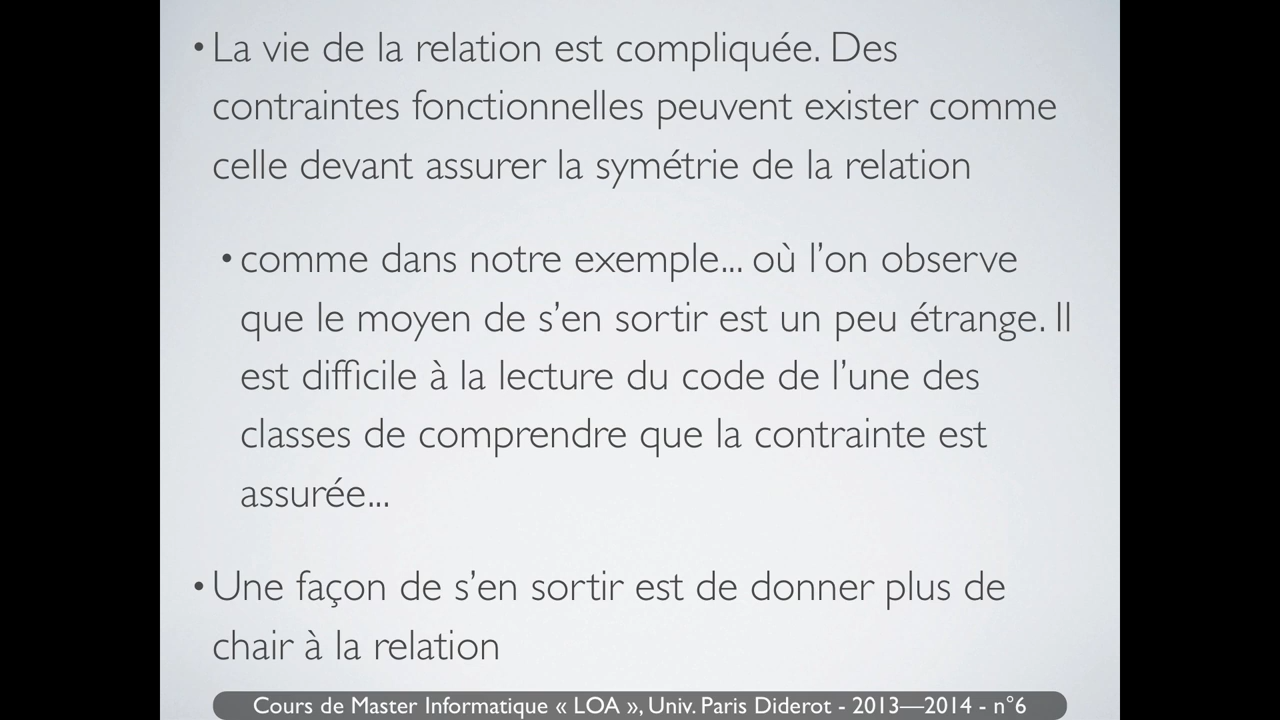 • La vie de la relation est compliquée. Des
contraintes fonctionnelles peuvent exister comme
celle devant assurer la symétrie de la relation
• comme dans notre exemple... où l’on observe
que le moyen de s’en sortir est un peu étrange. Il
est difficile à la lecture du code de l’une des
classes de comprendre que la contrainte est
assurée...
• Une façon de s’en sortir est de donner plus de
chair à la relation
Cours de Master Informatique « LOA », Univ. Paris Diderot - 2013—2014 - n°6